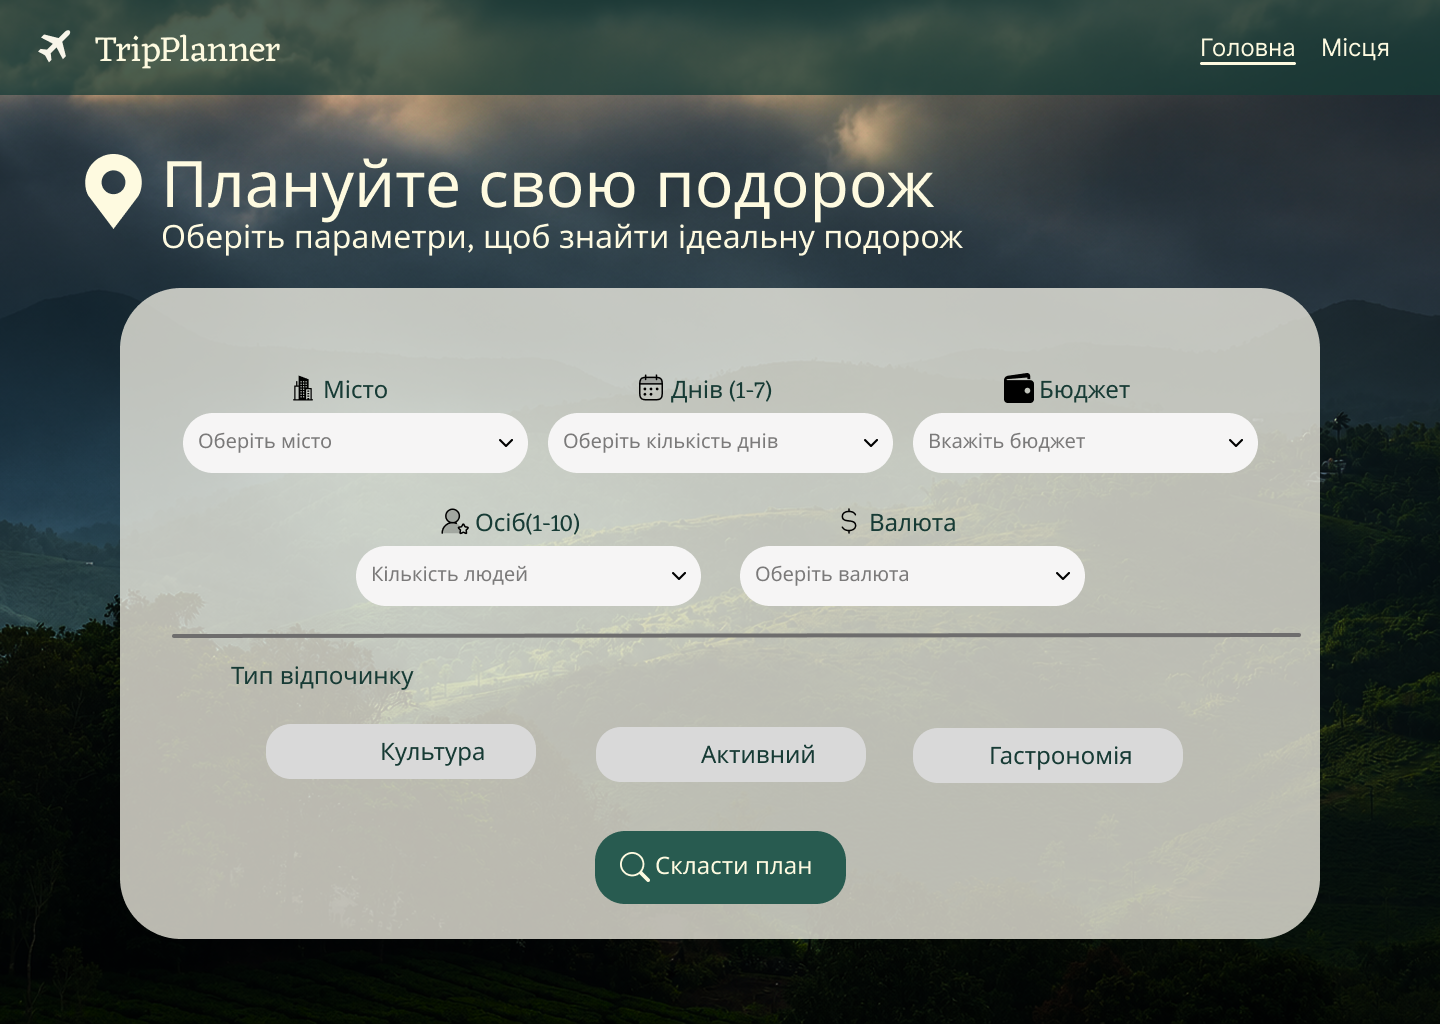 TripPlanner
Головна Місця
Плануйте свою подорож
Оберіть параметри, щоб знайти ідеальну подорож
Місто Днів (1-7) Бюджет
Оберіть місто Оберіть кількість днів Вкажіть бюджет
Осіб(1-10) Валюта
Кількість людей Оберіть валюта
Тип відпочинку
Культура Активний Гастрономія
Скласти план